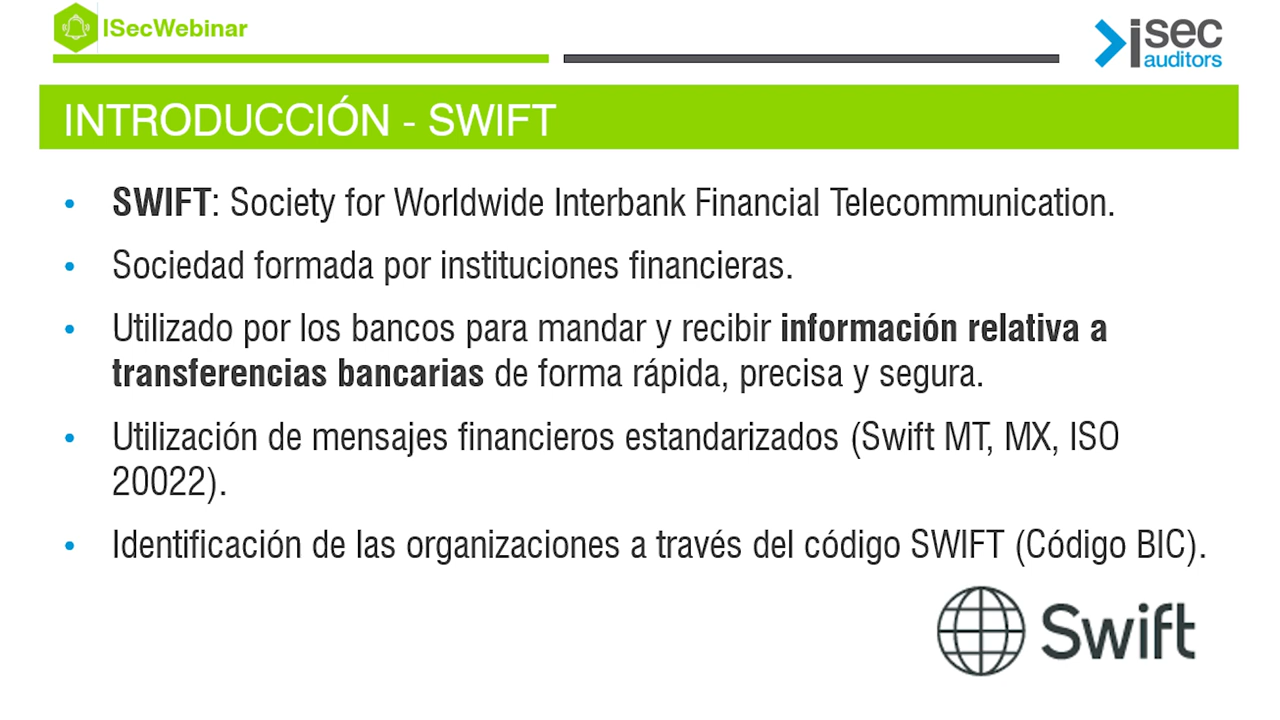 ISecWebinar
isec
auditors
INTRODUCCIÓN - SWIFT
• SWIFT: Society for Worldwide Interbank Financial Telecommunication.
• Sociedad formada por instituciones financieras.
• Utilizado por los bancos para mandar y recibir información relativa a
transferencias bancarias de forma rápida, precisa y segura.
• Utilización de mensajes financieros estandarizados (Swift MT, MX, ISO
20022).
• Identificación de las organizaciones a través del código SWIFT (Código BIC).
Swift